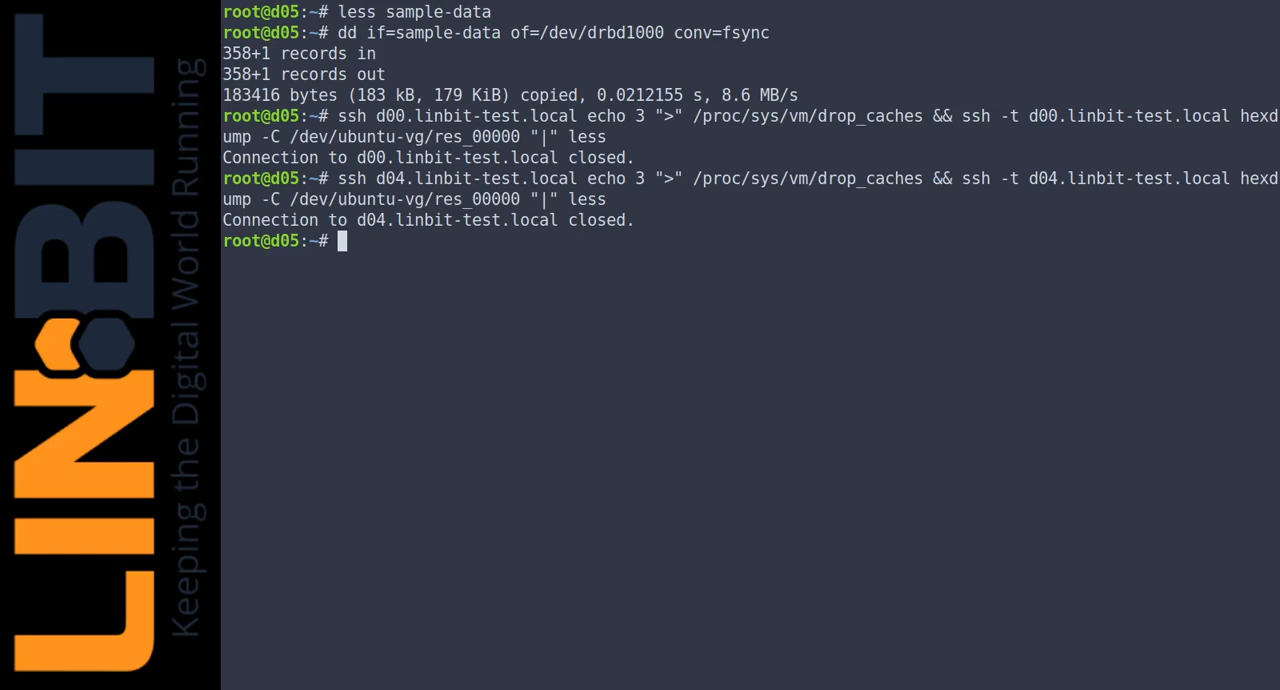 LINBIT
Keeping the Digital World Running
root@d05:~# less sample-data
root@d05:~# dd if=sample-data of=/dev/drbd1000 conv=fsync
358+1 records in
358+1 records out
183416 bytes (183 kB, 179 KiB) copied, 0.0212155 s, 8.6 MB/s
root@d05:~# ssh d00.linbit-test.local echo 3 ">" /proc/sys/vm/drop_caches && ssh -t d00.linbit-test.local hexd
ump -C /dev/ubuntu-vg/res_00000 "|" less
Connection to d00.linbit-test.local closed.
root@d05:~# ssh d04.linbit-test.local echo 3 ">" /proc/sys/vm/drop_caches && ssh -t d04.linbit-test.local hexd
ump -C /dev/ubuntu-vg/res_00000 "|" less
Connection to d04.linbit-test.local closed.
root@d05:~#